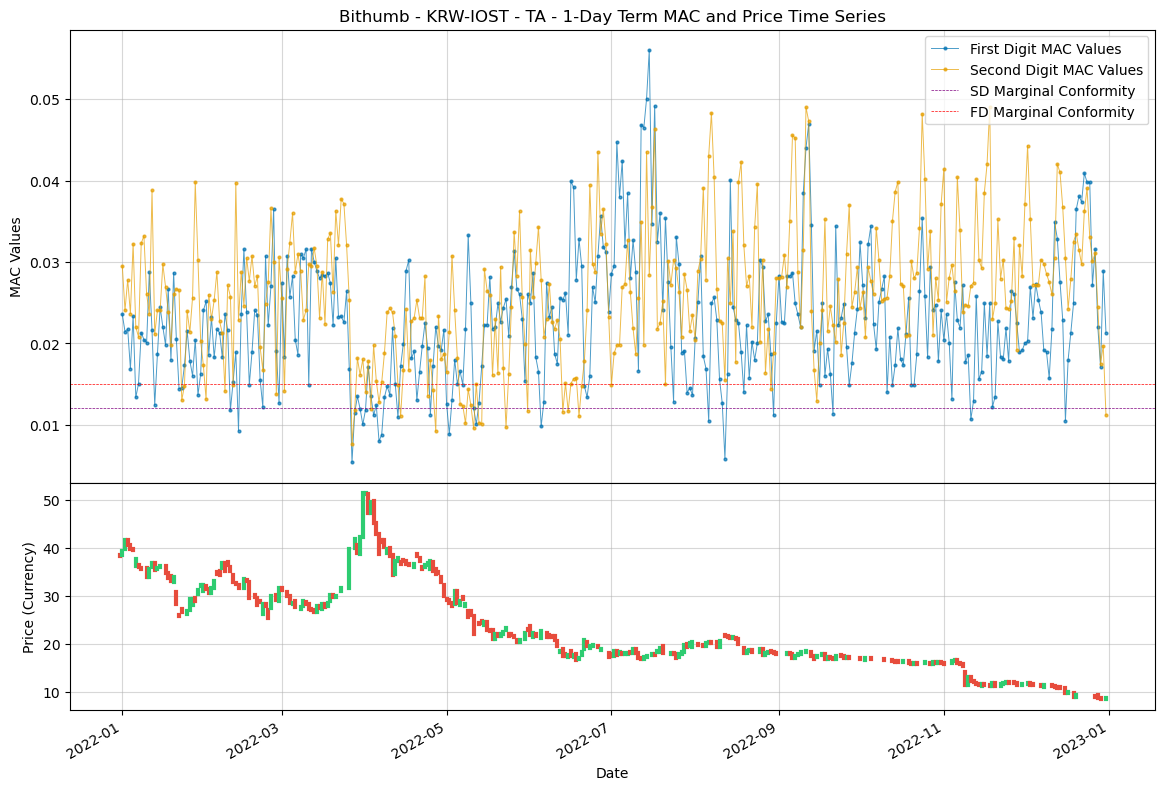 Bithumb - KRW-IOST - TA - 1-Day Term MAC and Price Time Series
First Digit MAC Values
Second Digit MAC Values
SD Marginal Conformity
FD Marginal Conformity
MAC Values
0.05
0.04
0.03
0.02
0.01
Price (Currency)
50
40
30
20
10
2022-01
2022-03
2022-05
2022-07
2022-09
2022-11
2023-01
Date